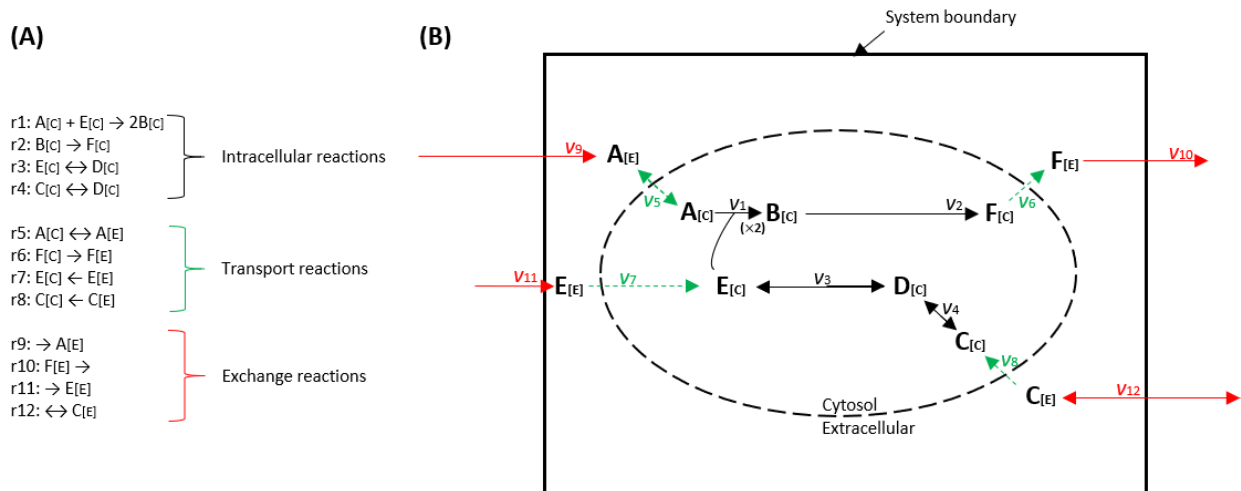 (A)
r1: A[C] + E[C] → 2B[C]
r2: B[C] → F[C]
r3: E[C] ↔ D[C]
r4: C[C] ↔ D[C]
Intracellular reactions
r5: A[C] ↔ A[E]
r6: F[C] → F[E]
r7: E[C] ← E[E]
r8: C[C] ← C[E]
Transport reactions
r9: → A[E]
r10: F[E] →
r11: → E[E]
r12: ↔ C[E]
Exchange reactions
(B)
System boundary
v9
A[E]
F[E]
v10
v5
v6
A[C]
v1
(×2)
B[C]
v2
F[C]
v11
E[E]
v7
E[C]
v3
D[C]
v4
C[C]
v8
C[E]
v12
Cytosol
Extracellular